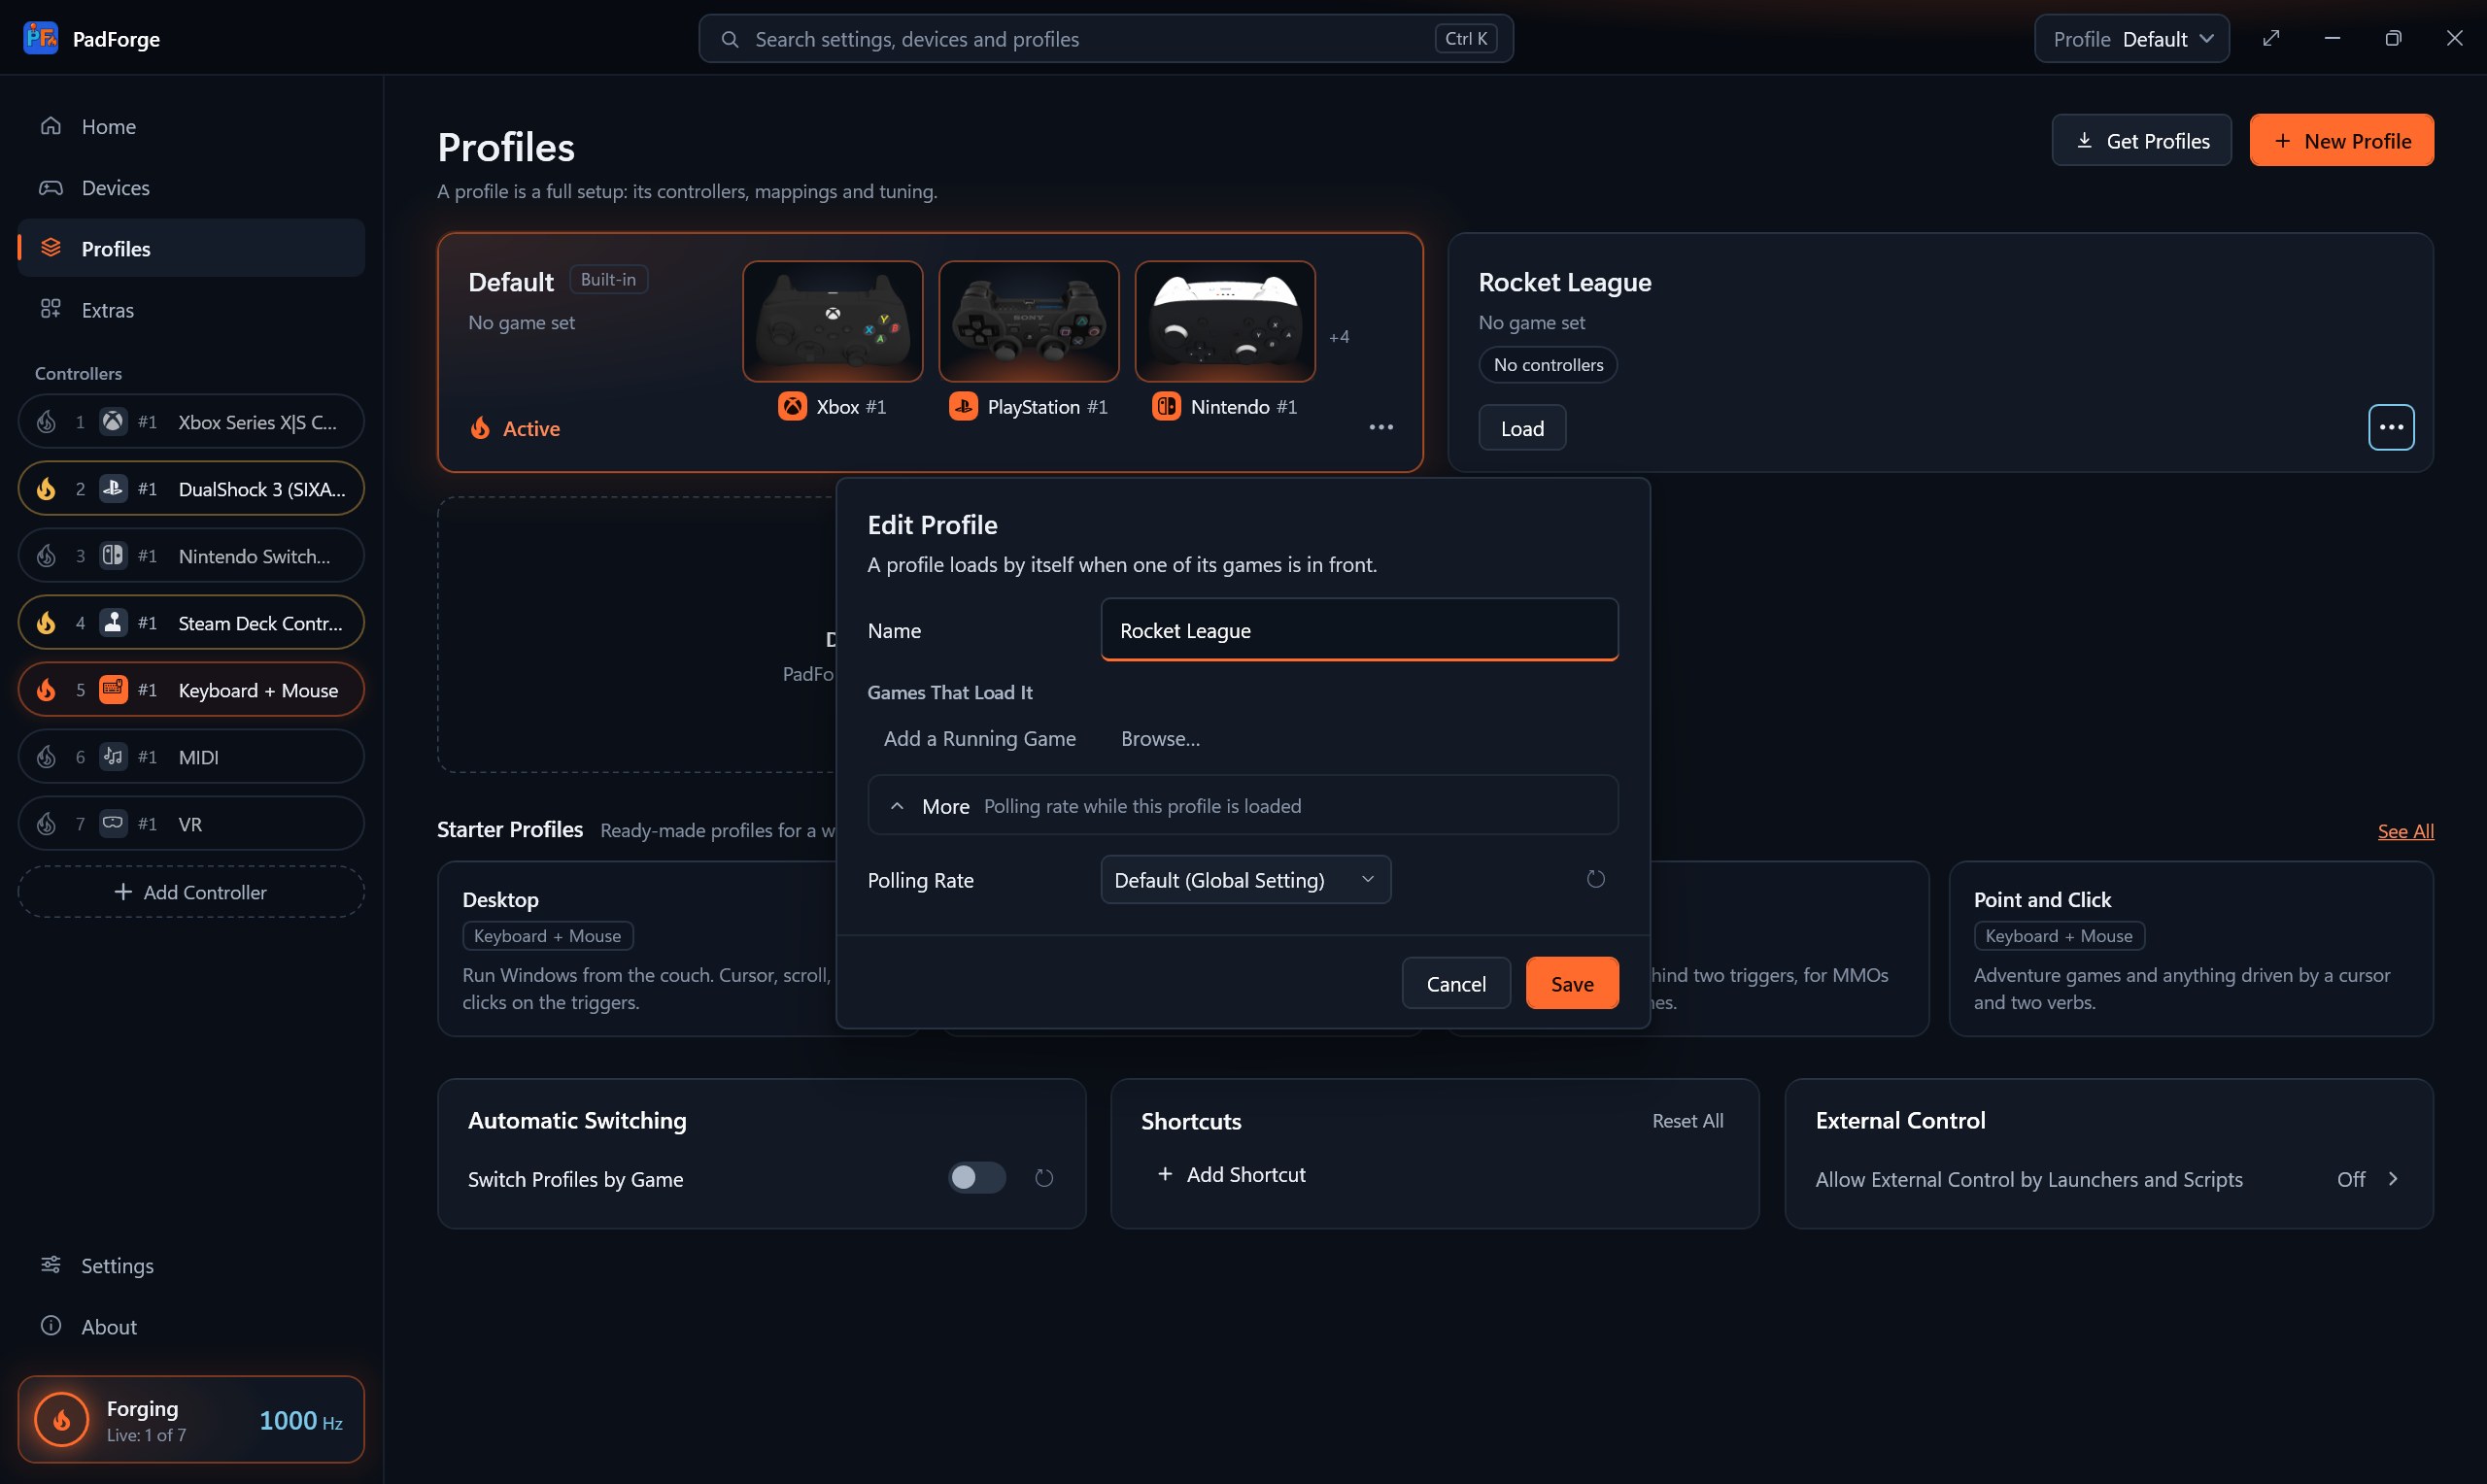 PadForge
Search settings, devices and profiles
Ctrl K
Profile Default
Home
Devices
Profiles
Extras
Controllers
1 #1 Xbox Series X|S C...
2 #1 DualShock 3 (SIXA...
3 #1 Nintendo Switch...
4 #1 Steam Deck Contr...
5 #1 Keyboard + Mouse
6 #1 MIDI
7 #1 VR
Add Controller
Settings
About
Forging
Live: 1 of 7
1000 Hz
Profiles
A profile is a full setup: its controllers, mappings and tuning.
Get Profiles
New Profile
Default Built-in
No game set
Active
SONY
Xbox #1
PlayStation #1
Nintendo #1
+4
Rocket League
No game set
No controllers
Load
D
PadFo
Edit Profile
A profile loads by itself when one of its games is in front.
Name
Rocket League
Games That Load It
Add a Running Game
Browse...
More Polling rate while this profile is loaded
Polling Rate
Default (Global Setting)
Cancel
Save
Starter Profiles Ready-made profiles for a w
See All
Desktop
Keyboard + Mouse
Run Windows from the couch. Cursor, scroll,
clicks on the triggers.
hind two triggers, for MMOs
es.
Point and Click
Keyboard + Mouse
Adventure games and anything driven by a cursor
and two verbs.
Automatic Switching
Switch Profiles by Game
Shortcuts
Reset All
Add Shortcut
External Control
Allow External Control by Launchers and Scripts
Off